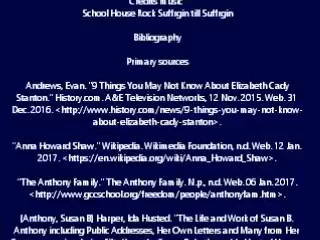 Credits Music
School House Rock Suffrgin till Suffrgin
Bibliography
Primary sources
Andrews, Evan. "9 Things You May Not Know About Elizabeth Cady
Stanton." History.com. A&E Television Networks, 12 Nov. 2015. Web. 31
Dec. 2016. <http://www.history.com/news/9-things-you-may-not-know-
about-elizabeth-cady-stanton>.
"Anna Howard Shaw." Wikipedia. Wikimedia Foundation, n.d. Web. 12 Jan.
2017. <https://en.wikipedia.org/wiki/Anna_Howard_Shaw>.
"The Anthony Family." The Anthony Family. N.p., n.d. Web. 06 Jan. 2017.
<http://www.gccschool.org/freedom/people/anthonyfam.htm>.
(Anthony, Susan B) Harper, Ida Husted. "The Life and Work of Susan B.
Anthony including Public Addresses, Her Own Letters and Many from Her